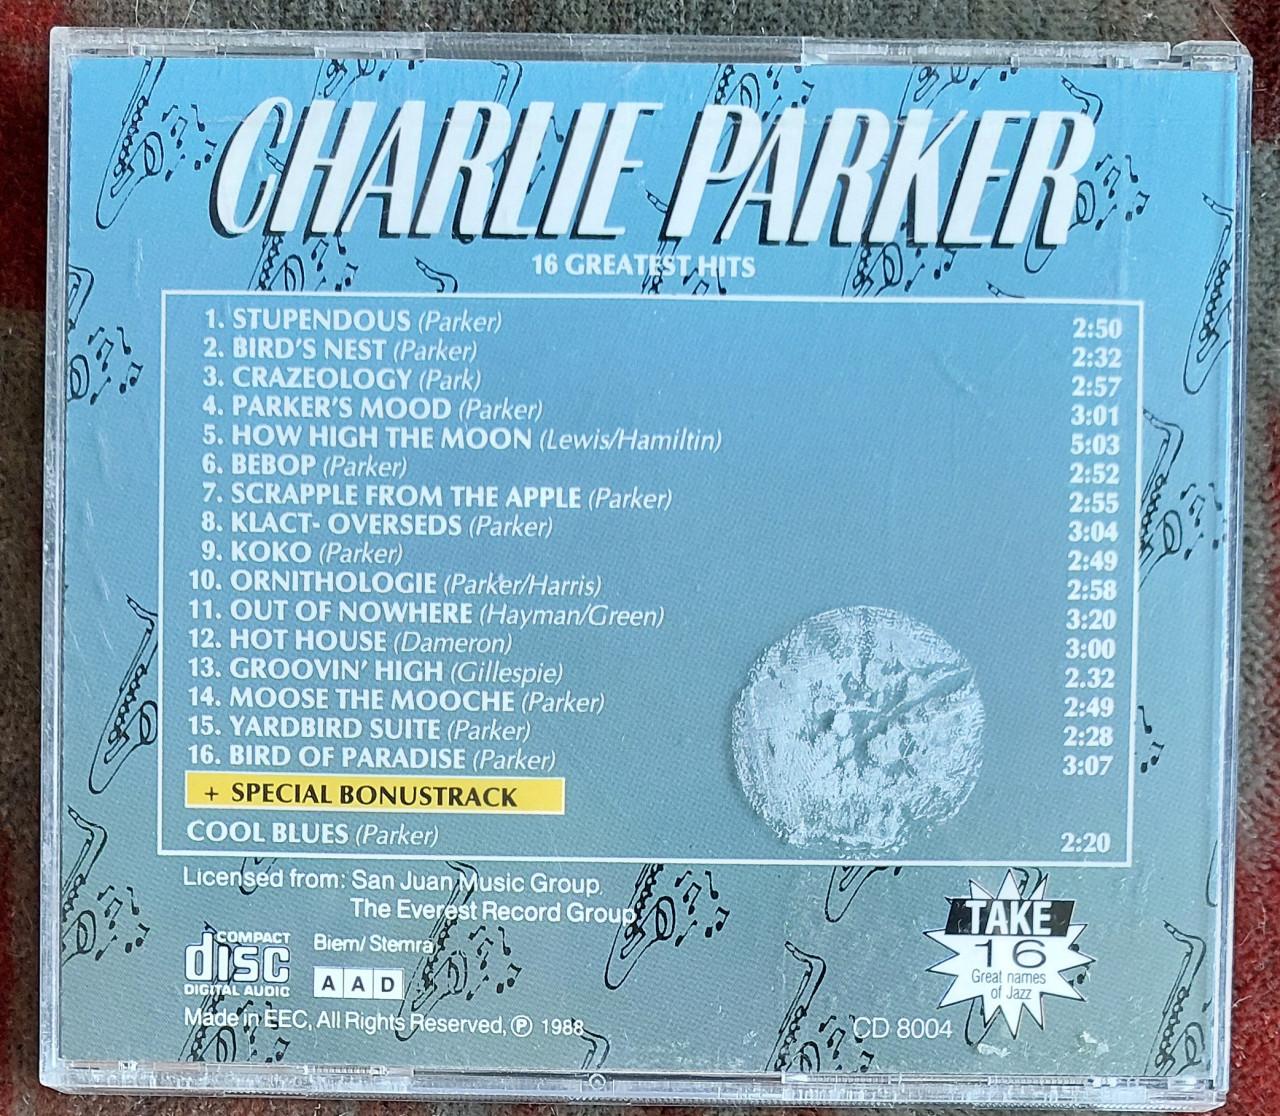 CHARLIE PARKER
16 GREATEST HITS
1. STUPENDOUS (Parker) 2:50
2. BIRD'S NEST (Parker) 2:32
3. CRAZEOLOGY (Park) 2:57
4. PARKER'S MOOD (Parker) 3:01
5. HOW HIGH THE MOON (Lewis/Hamiltin) 5:03
6. BEBOP (Parker) 2:52
7. SCRAPPLE FROM THE APPLE (Parker) 2:55
8. KLACT- OVERSEDS (Parker) 3:04
9. KOKO (Parker) 2:49
10. ORNITHOLOGIE (Parker/Harris) 2:58
11. OUT OF NOWHERE (Hayman/Green) 3:20
12. HOT HOUSE (Dameron) 3:00
13. GROOVIN' HIGH (Gillespie) 2.32
14. MOOSE THE MOOCHE (Parker) 2:49
15. YARDBIRD SUITE (Parker) 2:28
16. BIRD OF PARADISE (Parker) 3:07
+ SPECIAL BONUSTRACK
COOL BLUES (Parker) 2:20
Licensed from: San Juan Music Group,
The Everest Record Group
COMPACT
disc
DIGITAL AUDIO
Biem/ Stemra
A A D
Made in EEC, All Rights Reserved, ℗ 1988
CD 8004
TAKE
16
Great names
of Jazz